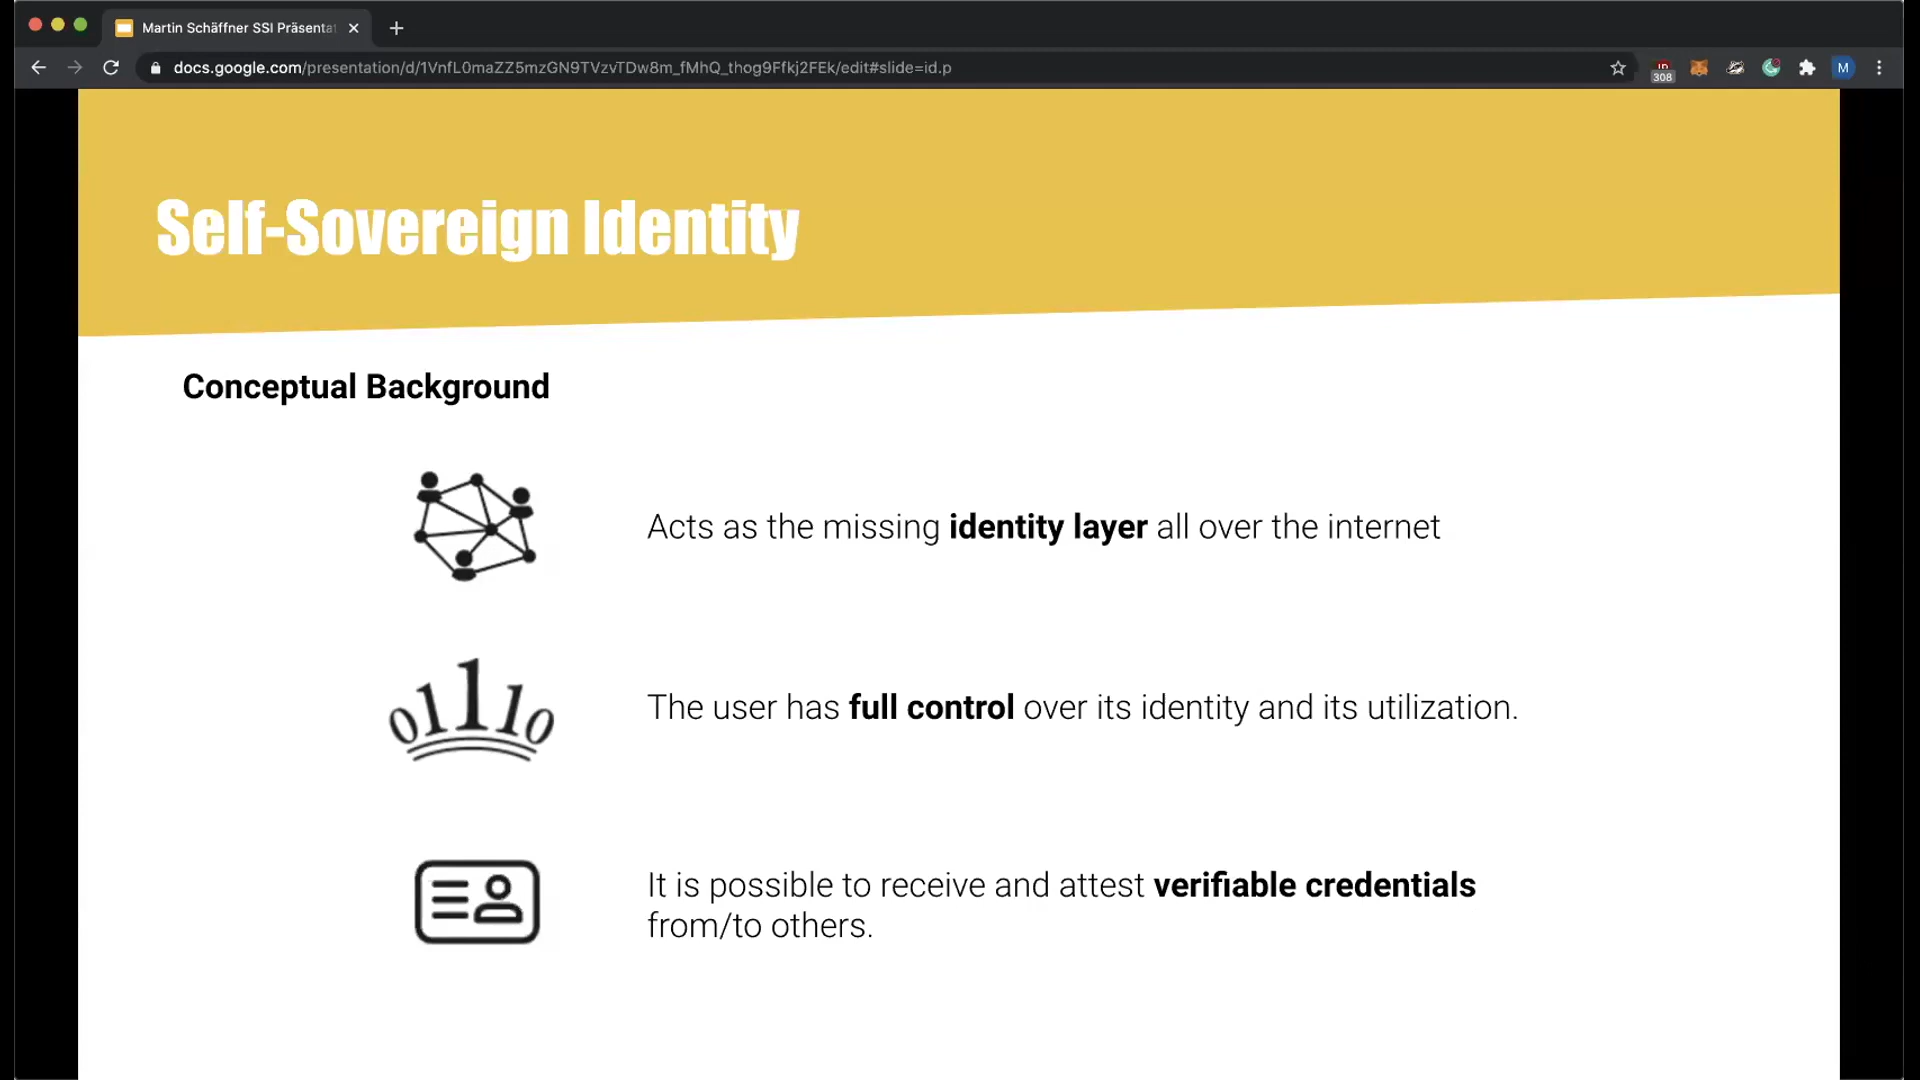 Martin Schäffner SSI Präsenta
docs.google.com/presentation/d/1VnfL0maZZ5mzGN9TVzvTDw8m_fMhQ_thog9Ffkj2FEk/edit#slide=id.p
308
M
Self-Sovereign Identity
Conceptual Background
Acts as the missing identity layer all over the internet
01110
The user has full control over its identity and its utilization.
It is possible to receive and attest verifiable credentials
from/to others.